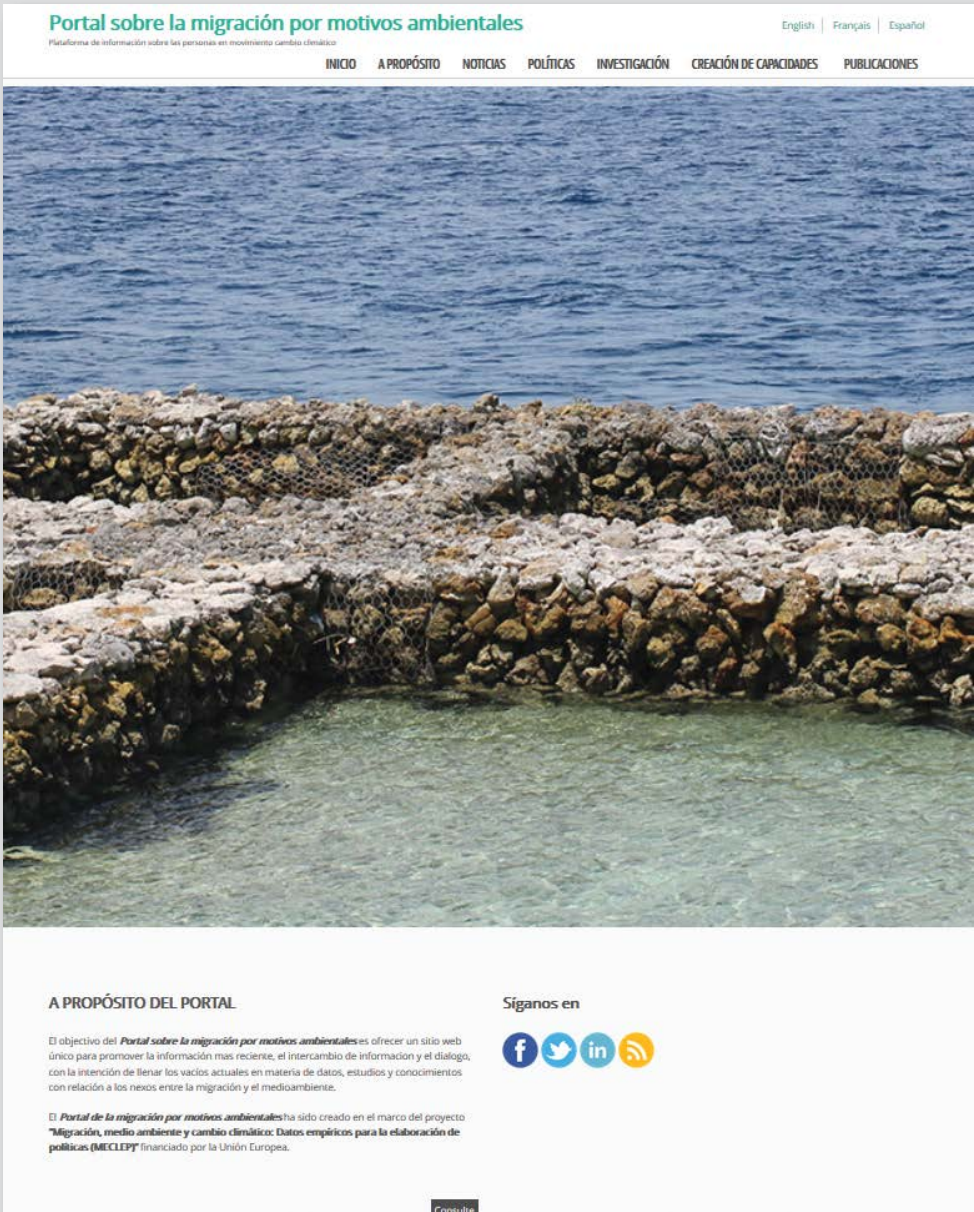 Portal sobre la migración por motivos ambientales
English | Français | Español
Plataforma de información sobre las personas en movimiento cambio climático
INICIO A PROPÓSITO NOTICIAS POLÍTICAS INVESTIGACIÓN CREACIÓN DE CAPACIDADES PUBLICACIONES
A PROPÓSITO DEL PORTAL
El objectivo del Portal sobre la migración por motivos ambientales es ofrecer un sitio web
único para promover la información mas reciente, el intercambio de informacion y el dialogo,
con la intención de llenar los vacíos actuales en materia de datos, estudios y conocimientos
con relación a los nexos entre la migración y el medioambiente.
El Portal de la migración por motivos ambientales ha sido creado en el marco del proyecto
"Migración, medio ambiente y cambio climático: Datos empíricos para la elaboración de
políticas (MECLEP)" financiado por la Unión Europea.
Síganos en
f in
Consulte